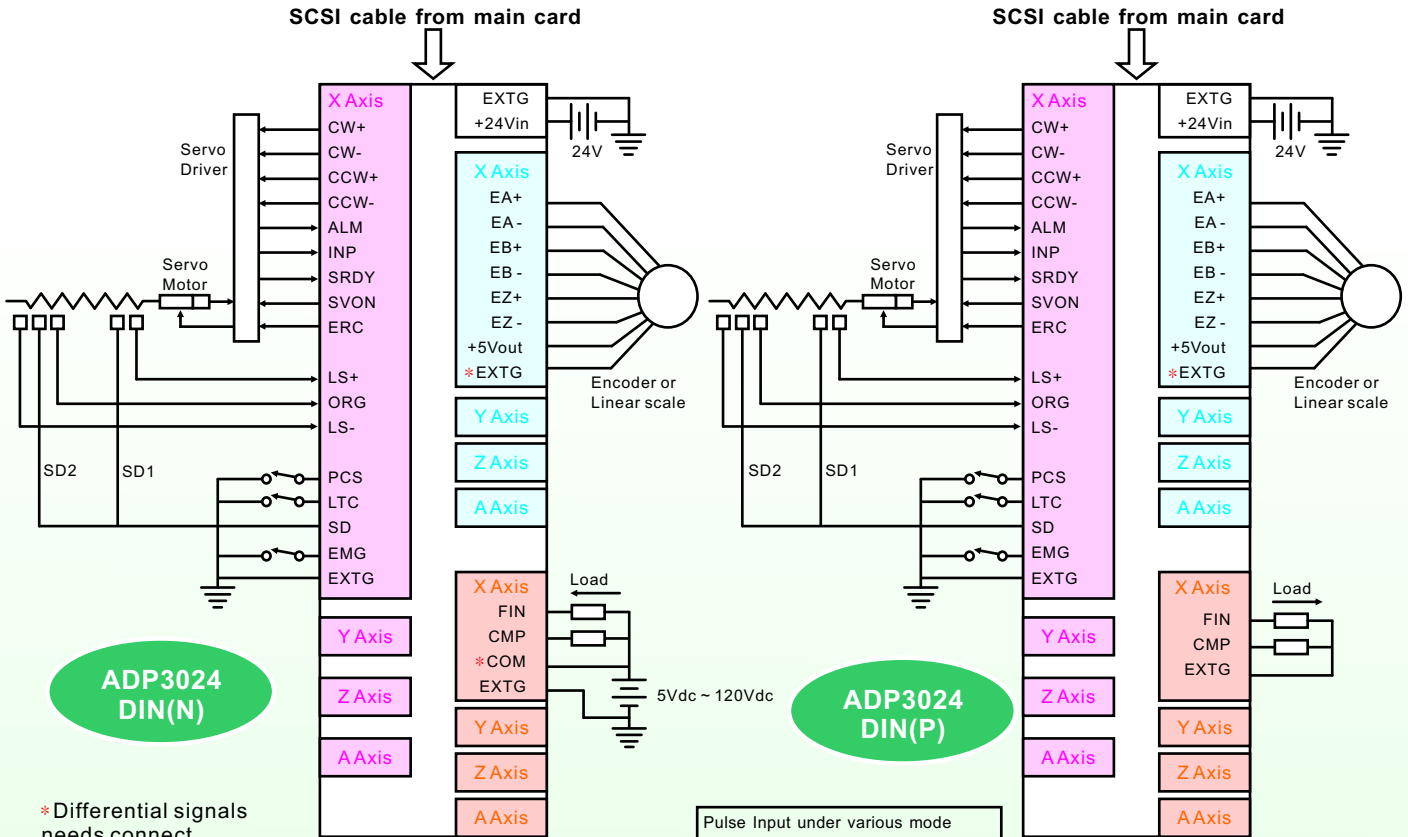 SCSI cable from main card
X Axis
CW+
CW-
CCW+
CCW-
ALM
INP
SRDY
SVON
ERC
LS+
ORG
LS-
PCS
LTC
SD
EMG
EXTG
Y Axis
Z Axis
A Axis
Servo
Driver
Servo
Motor
SD2
SD1
EXTG
+24Vin
24V
X Axis
EA+
EA-
EB+
EB-
EZ+
EZ-
+5Vout
*EXTG
Encoder or
Linear scale
Y Axis
Z Axis
A Axis
X Axis
FIN
CMP
*COM
EXTG
Load
5Vdc ~ 120Vdc
Y Axis
Z Axis
A Axis
ADP3024
DIN(N)
*Differential signals
needs connect
SCSI cable from main card
X Axis
CW+
CW-
CCW+
CCW-
ALM
INP
SRDY
SVON
ERC
LS+
ORG
LS-
PCS
LTC
SD
EMG
EXTG
Y Axis
Z Axis
A Axis
Servo
Driver
Servo
Motor
SD2
SD1
EXTG
+24Vin
24V
X Axis
EA+
EA-
EB+
EB-
EZ+
EZ-
+5Vout
*EXTG
Encoder or
Linear scale
Y Axis
Z Axis
A Axis
X Axis
FIN
CMP
EXTG
Load
Y Axis
Z Axis
A Axis
ADP3024
DIN(P)
Pulse Input under various mode